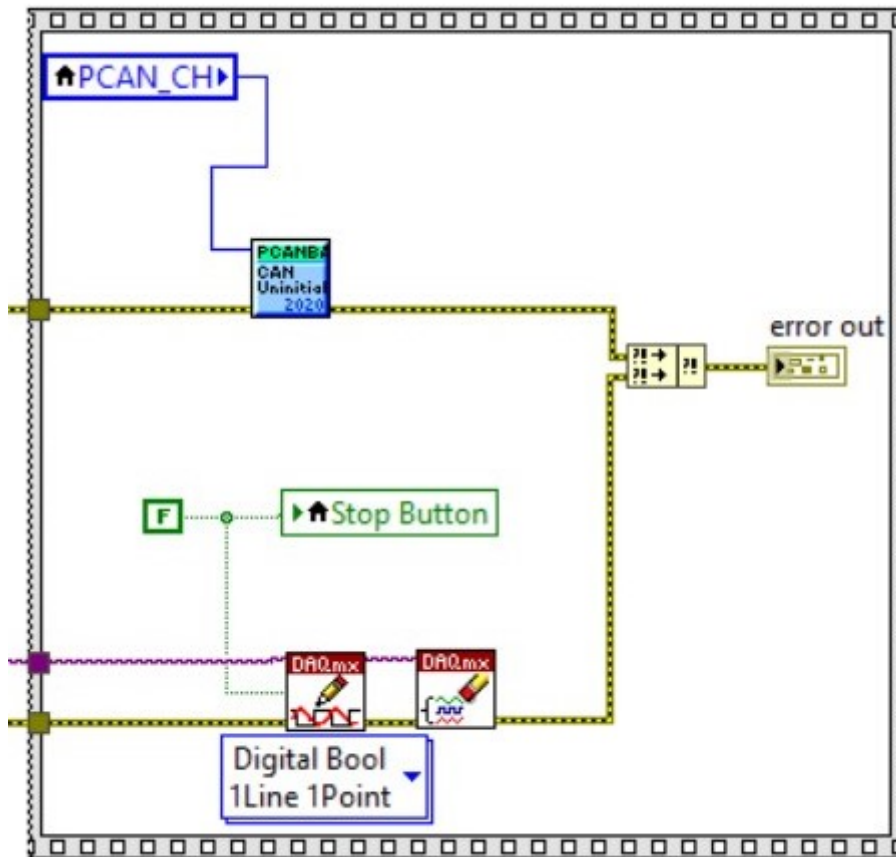 PCAN_CH
PCANBA
CAN
Uninitial
2020
error out
F
Stop Button
DAQmx
DAQmx
Digital Bool
1Line 1Point